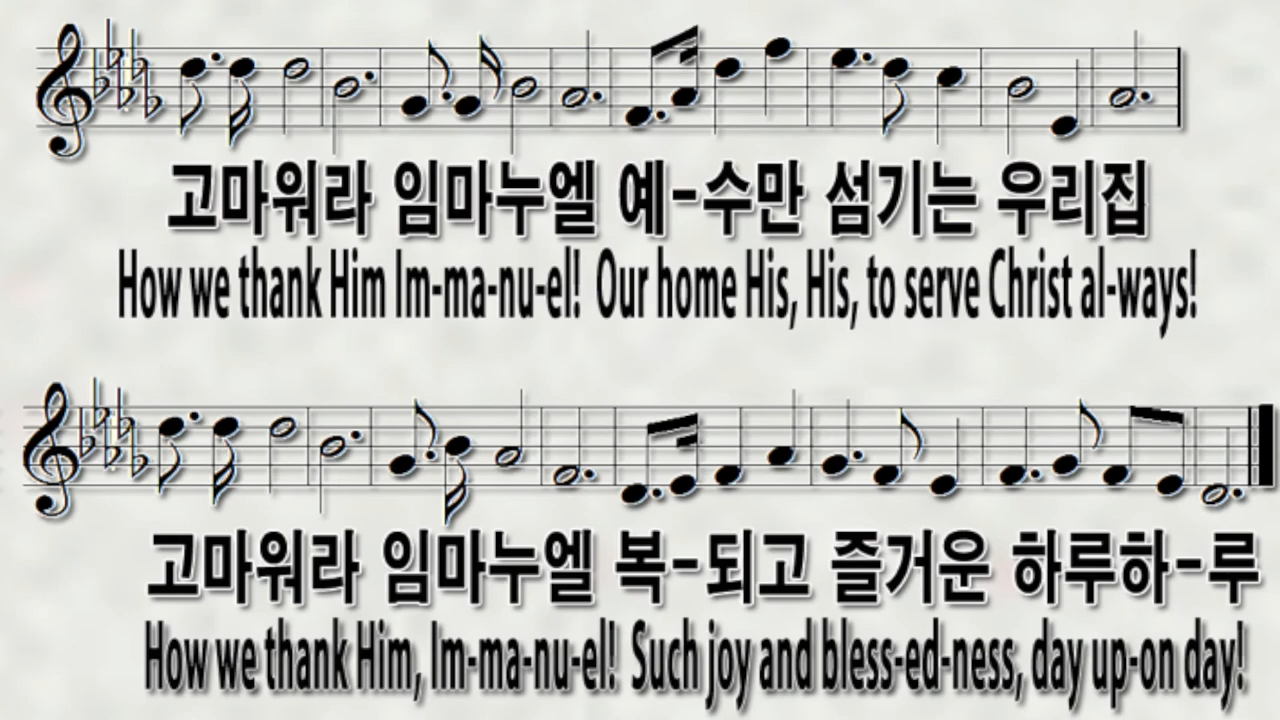 고마워라 임마누엘 예-수만 섬기는 우리집
How we thank Him Im-ma-nu-el! Our home His, His, to serve Christ al-ways!
고마워라 임마누엘 복-되고 즐거운 하루하-루
How we thank Him, Im-ma-nu-el! Such joy and bless-ed-ness, day up-on day!